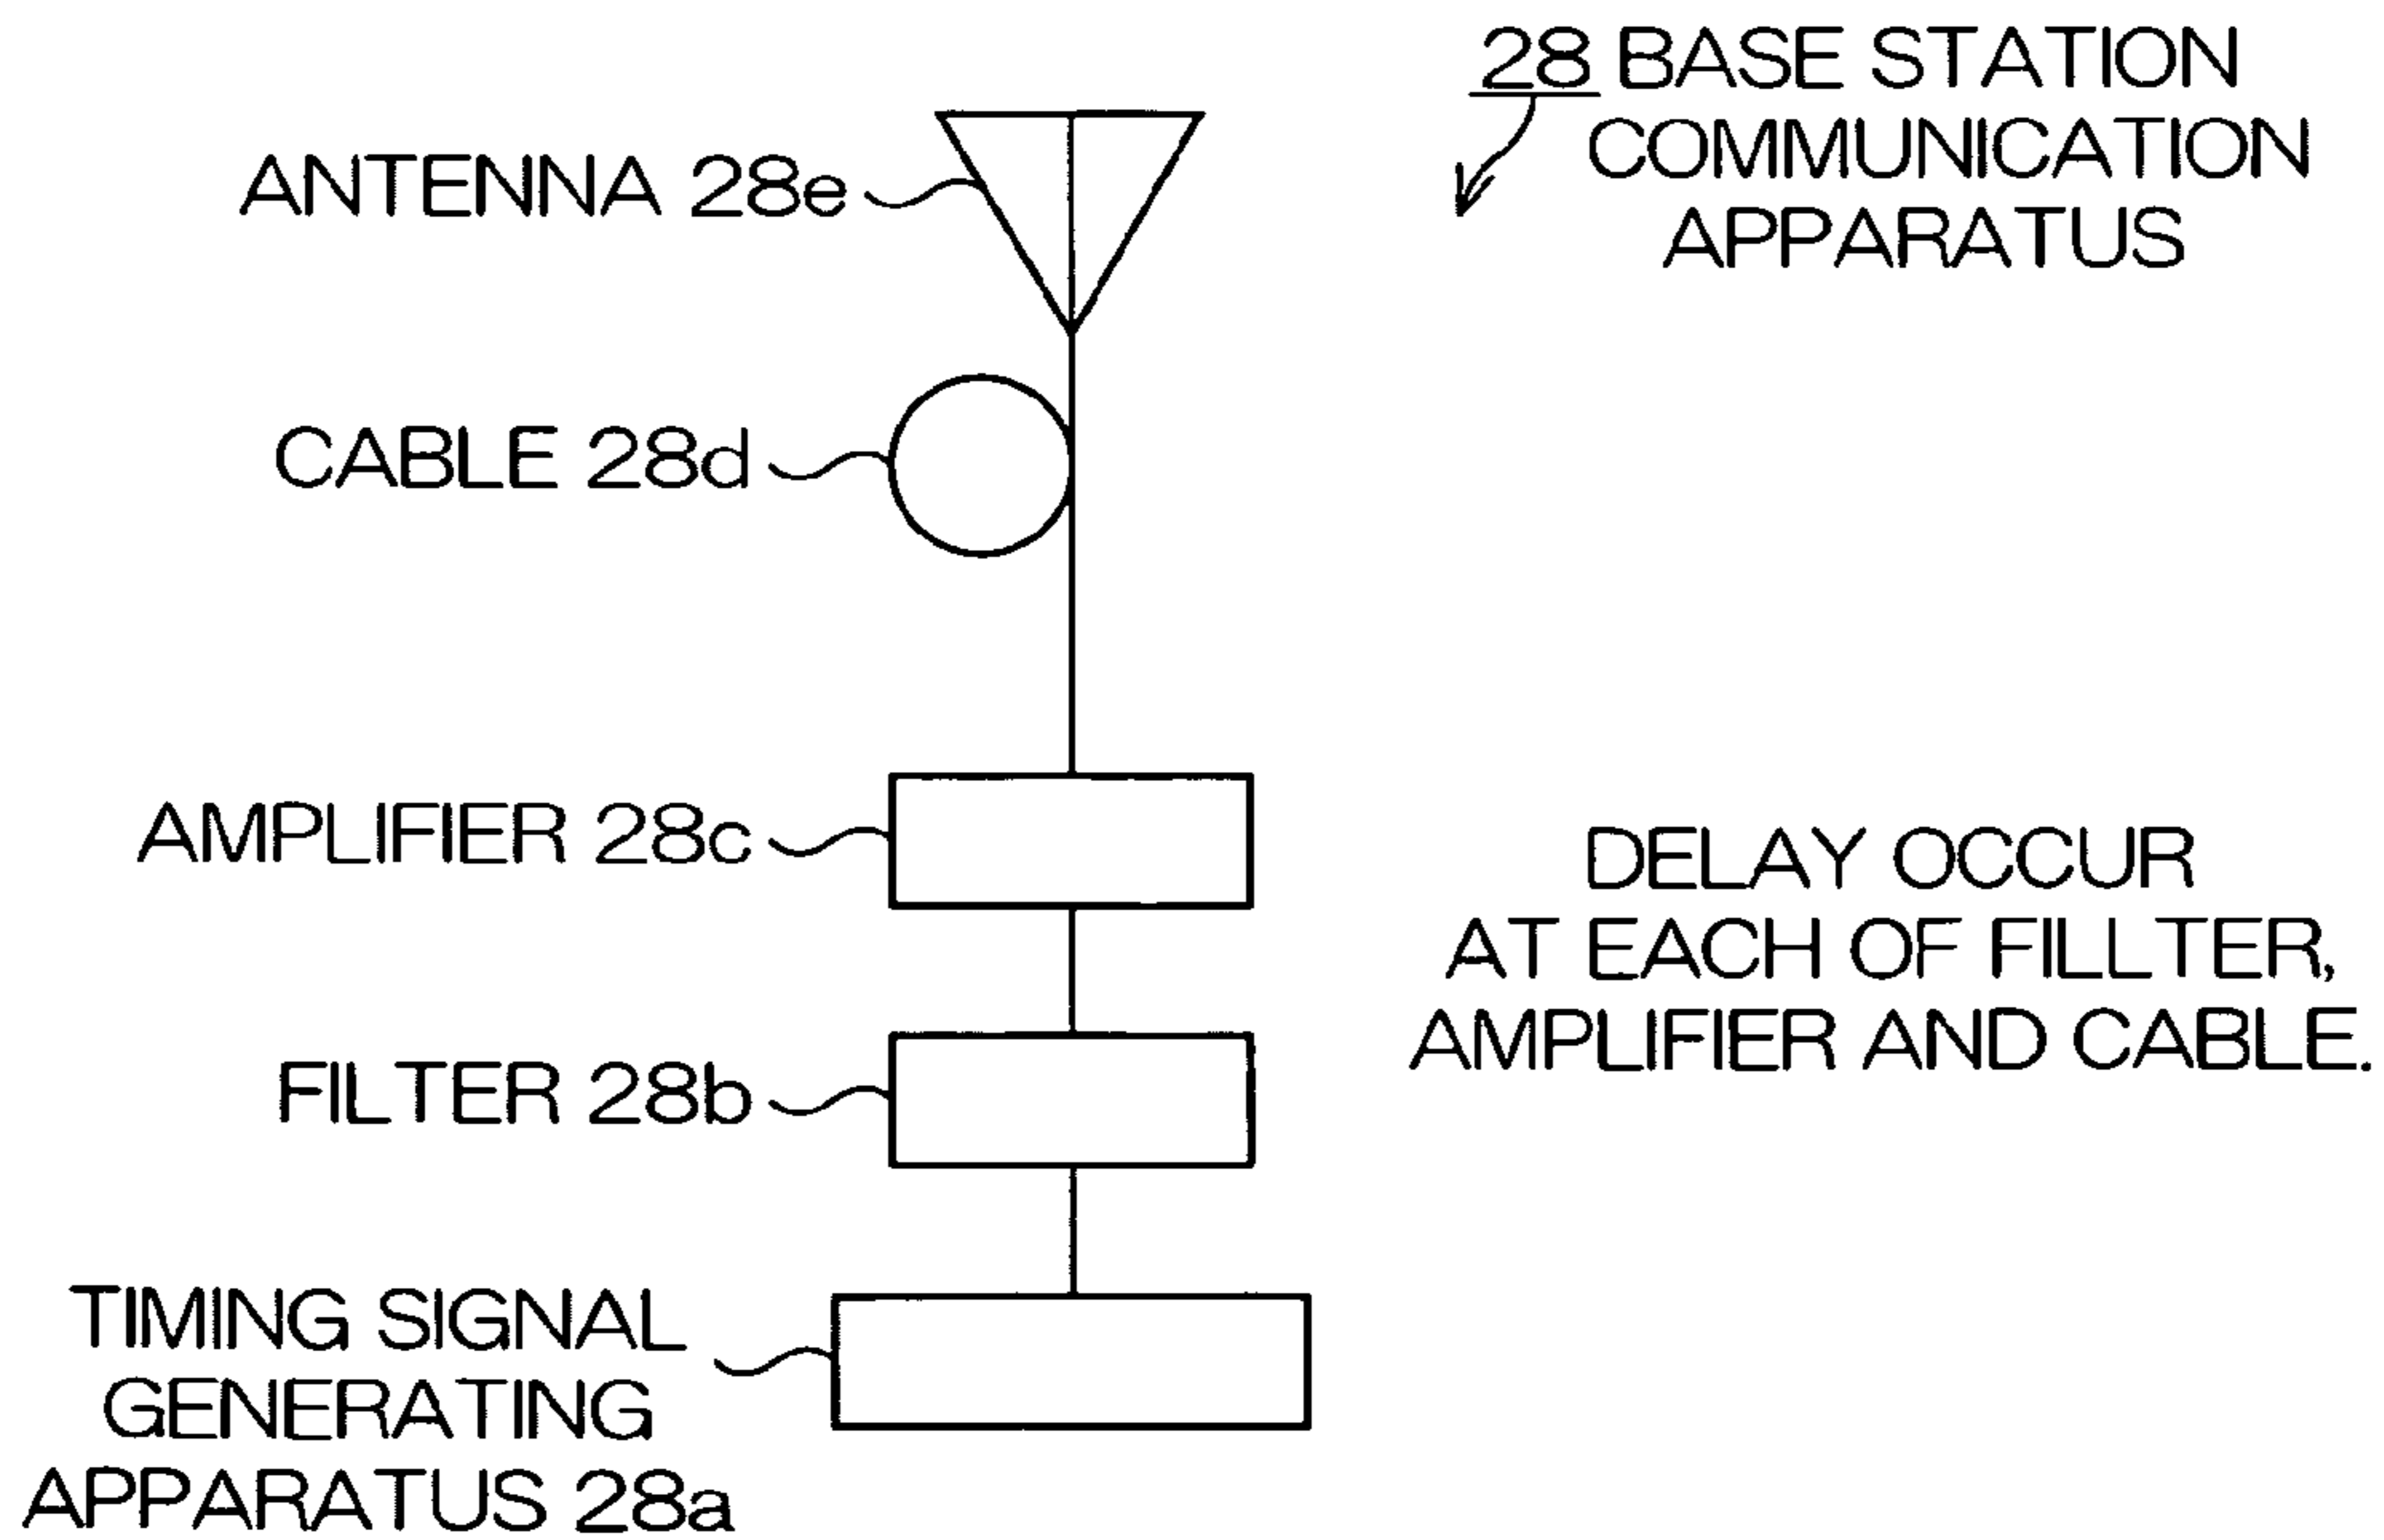 28 BASE STATION
COMMUNICATION
APPARATUS
ANTENNA 28e
CABLE 28d
AMPLIFIER 28c
DELAY OCCUR
AT EACH OF FILLTER,
AMPLIFIER AND CABLE.
FILTER 28b
TIMING SIGNAL
GENERATING
APPARATUS 28a